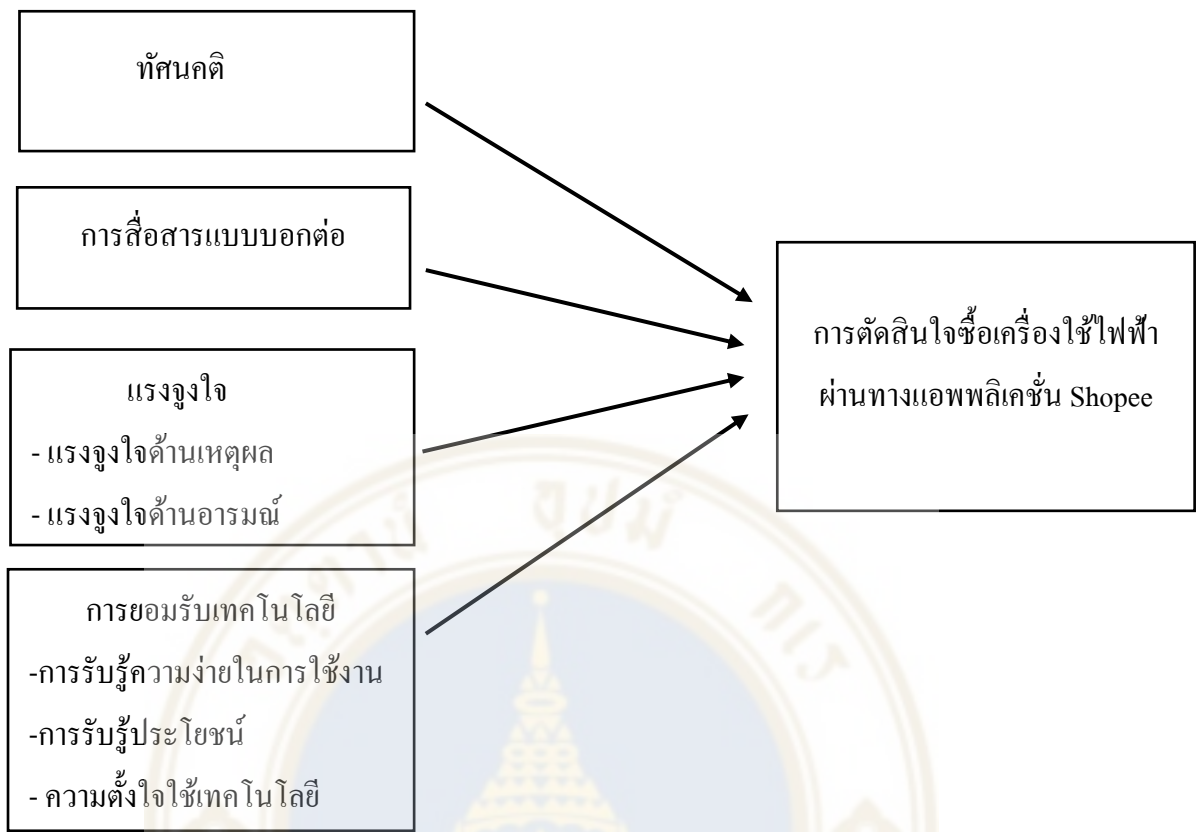 ทัศนคติ
การสื่อสารแบบบอกต่อ
แรงจูงใจ
- แรงจูงใจด้านเหตุผล
- แรงจูงใจด้านอารมณ์
การยอมรับเทคโนโลยี
-การรับรู้ความง่ายในการใช้งาน
-การรับรู้ประโยชน์
- ความตั้งใจใช้เทคโนโลยี
การตัดสินใจซื้อเครื่องใช้ไฟฟ้า
ผ่านทางแอพพลิเคชั่น Shopee